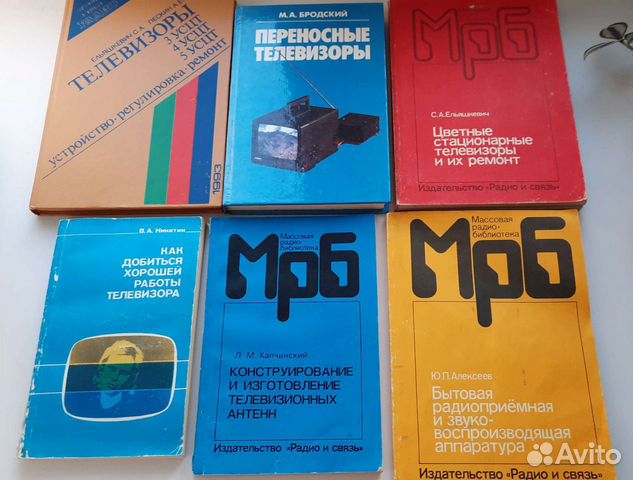 ЕЛЬЯШКЕВИЧ С.А. ПЕСКИН А.Е.
ТЕЛЕВИЗОРЫ
3 УСЦТ
4 УСЦТ
5 УСЦТ
устройство·регулировка·ремонт
1993
М.А. БРОДСКИЙ
ПЕРЕНОСНЫЕ
ТЕЛЕВИЗОРЫ
Мрб
С.А.Ельяшкевич
Цветные
стационарные
телевизоры
и их ремонт
Издательство «Радио и связь»
В.А. Никитин
КАК
ДОБИТЬСЯ
ХОРОШЕЙ
РАБОТЫ
ТЕЛЕВИЗОРА
Массовая
радио-
библиотека
Мрб
Л. М. Капчинский
КОНСТРУИРОВАНИЕ
И ИЗГОТОВЛЕНИЕ
ТЕЛЕВИЗИОННЫХ
АНТЕНН
Издательство «Радио и связь»
Массовая
радио-
библиотека
Мрб
Ю.П.Алексеев
Бытовая
радиоприёмная
и звуко-
воспроизводящая
аппаратура
Издательство «Радио и связь»
Avito